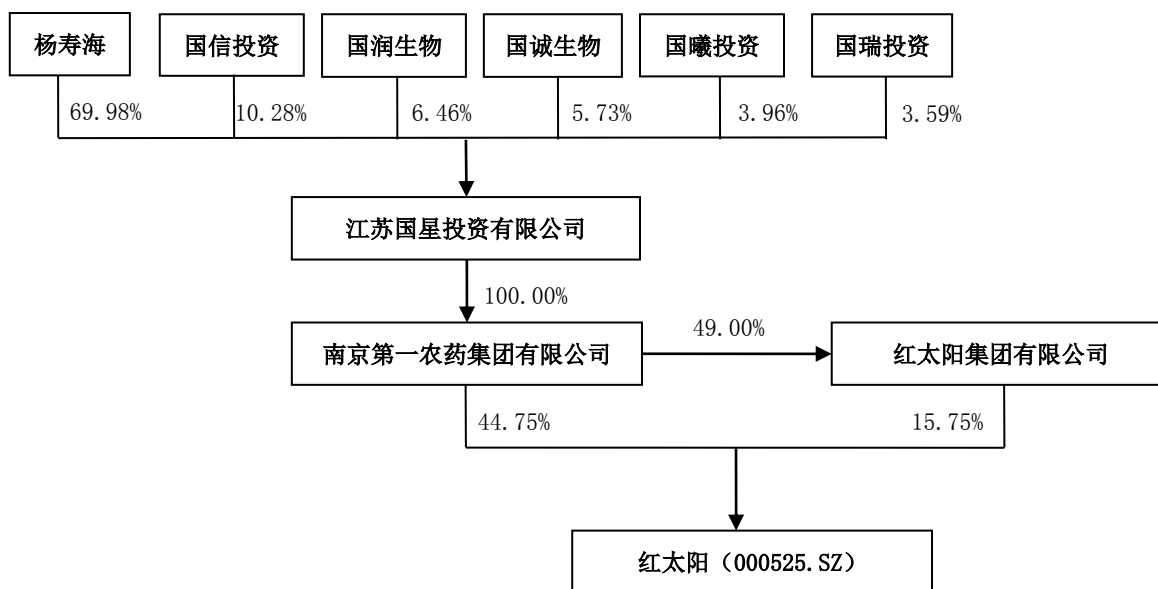 杨寿海
国信投资
国润生物
国诚生物
国曦投资
国瑞投资
69.98%
10.28%
6.46%
5.73%
3.96%
3.59%
江苏国星投资有限公司
100.00%
南京第一农药集团有限公司
49.00%
红太阳集团有限公司
44.75%
15.75%
红太阳（000525.SZ）